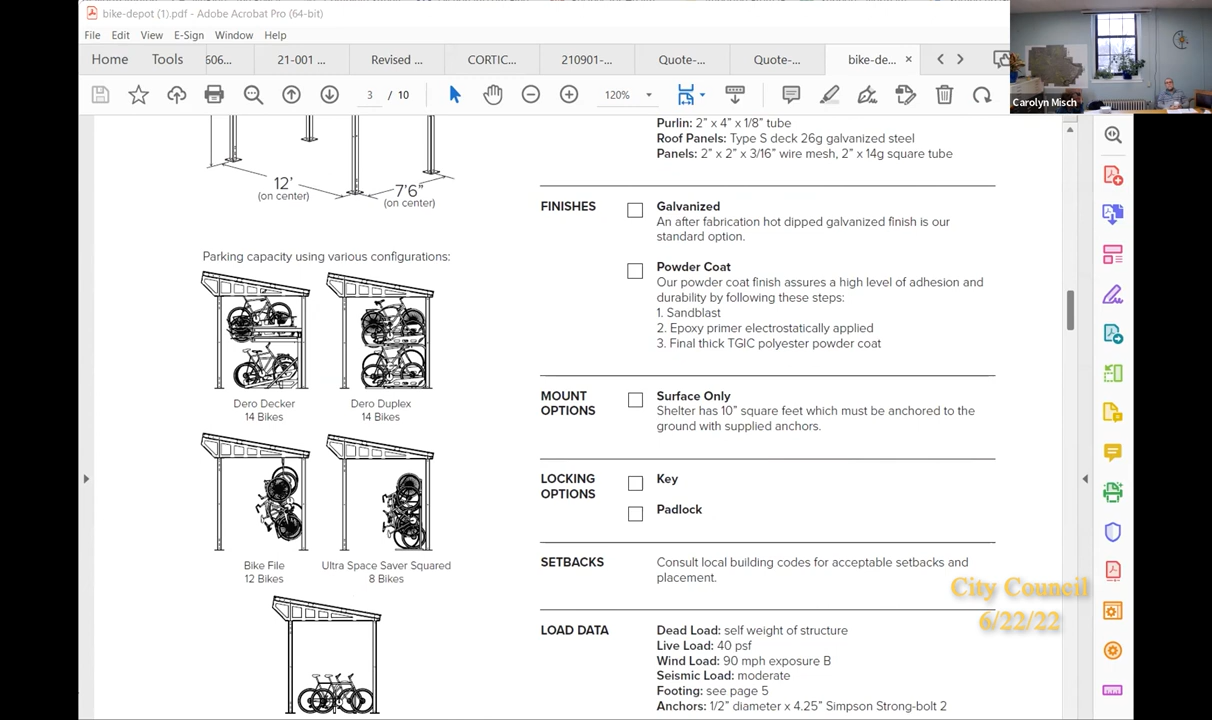 bike-depot (1).pdf - Adobe Acrobat Pro (64-bit)
File Edit View E-Sign Window Help
Home Tools 606... 21-001 ... Revised ... CORTIC... 210901-... Quote-... Quote-... bike-de... ×
3 / 10 120%
Carolyn Misch
Purlin: 2” x 4” x 1/8” tube
Roof Panels: Type S deck 26g galvanized steel
Panels: 2” x 2” x 3/16” wire mesh, 2” x 14g square tube
12’
(on center)
7’6”
(on center)
FINISHES
Galvanized
An after fabrication hot dipped galvanized finish is our
standard option.
Powder Coat
Our powder coat finish assures a high level of adhesion and
durability by following these steps:
1. Sandblast
2. Epoxy primer electrostatically applied
3. Final thick TGIC polyester powder coat
Parking capacity using various configurations:
Dero Decker
14 Bikes
Dero Duplex
14 Bikes
MOUNT
OPTIONS
Surface Only
Shelter has 10” square feet which must be anchored to the
ground with supplied anchors.
LOCKING
OPTIONS
Key
Padlock
Bike File
12 Bikes
Ultra Space Saver Squared
8 Bikes
SETBACKS
Consult local building codes for acceptable setbacks and
placement.
City Council
6/22/22
LOAD DATA
Dead Load: self weight of structure
Live Load: 40 psf
Wind Load: 90 mph exposure B
Seismic Load: moderate
Footing: see page 5
Anchors: 1/2” diameter x 4.25” Simpson Strong-bolt 2